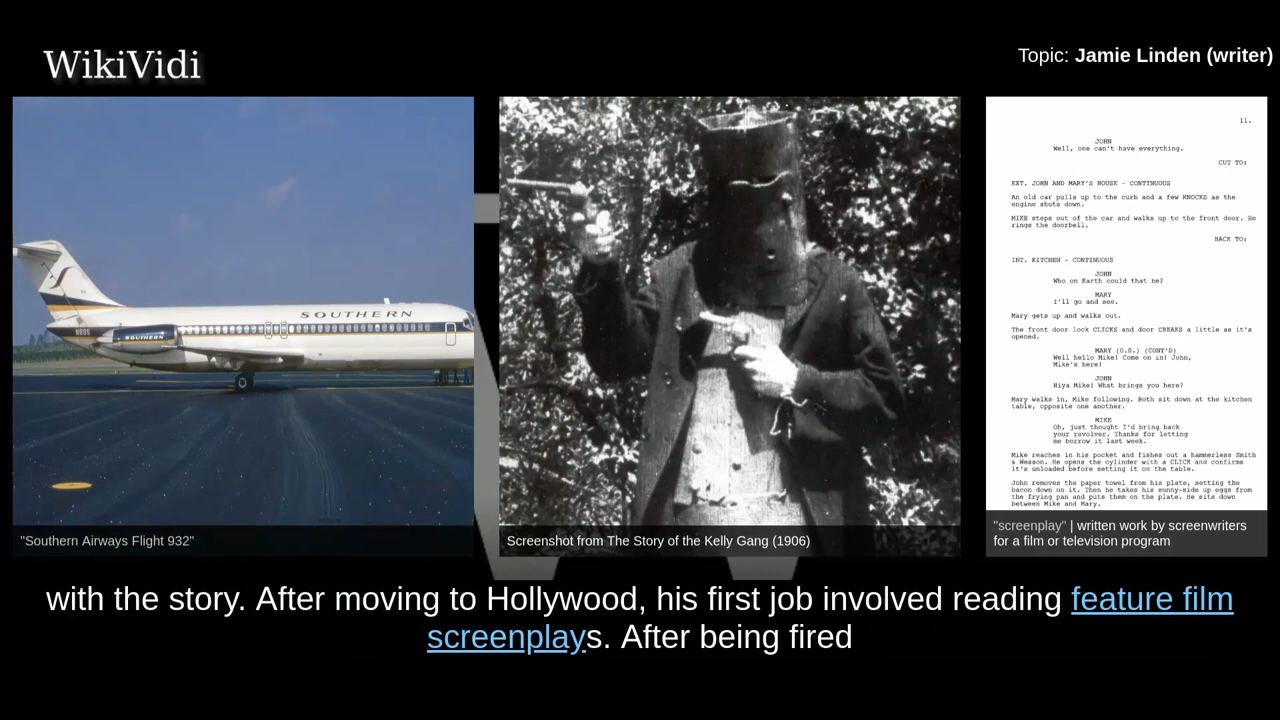 WikiVidi
Topic: Jamie Linden (writer)
SOUTHERN
SOUTHERN
N89S
"Southern Airways Flight 932"
Screenshot from The Story of the Kelly Gang (1906)
11.
JOHN
Well, one can't have everything.
CUT TO:
EXT. JOHN AND MARY'S HOUSE - CONTINUOUS
An old car pulls up to the curb and a few KNOCKS as the
engine shuts down.
MIKE steps out of the car and walks up to the front door. He
rings the doorbell.
BACK TO:
INT. KITCHEN - CONTINUOUS
JOHN
Who on Earth could that be?
MARY
I'll go and see.
Mary gets up and walks out.
The front door lock CLICKS and door CREAKS a little as it's
opened.
MARY (O.S.) (CONT'D)
Well hello Mike! Come on in! John,
Mike's here!
JOHN
Hiya Mike! What brings you here?
Mary walks in, Mike following. Both sit down at the kitchen
table, opposite one another.
MIKE
Oh, just thought I'd bring back
your revolver. Thanks for letting
me borrow it last week.
Mike reaches in his pocket and fishes out a hammerless Smith
& Wesson. He opens the cylinder with a CLICK and confirms
it's unloaded before setting it on the table.
John removes the paper towel from his plate, setting the
bacon down on it. Then he takes his sunny-side up eggs from
the frying pan and puts them on the plate. He sits down
between Mike and Mary.
"screenplay" | written work by screenwriters
for a film or television program
with the story. After moving to Hollywood, his first job involved reading feature film
screenplays. After being fired